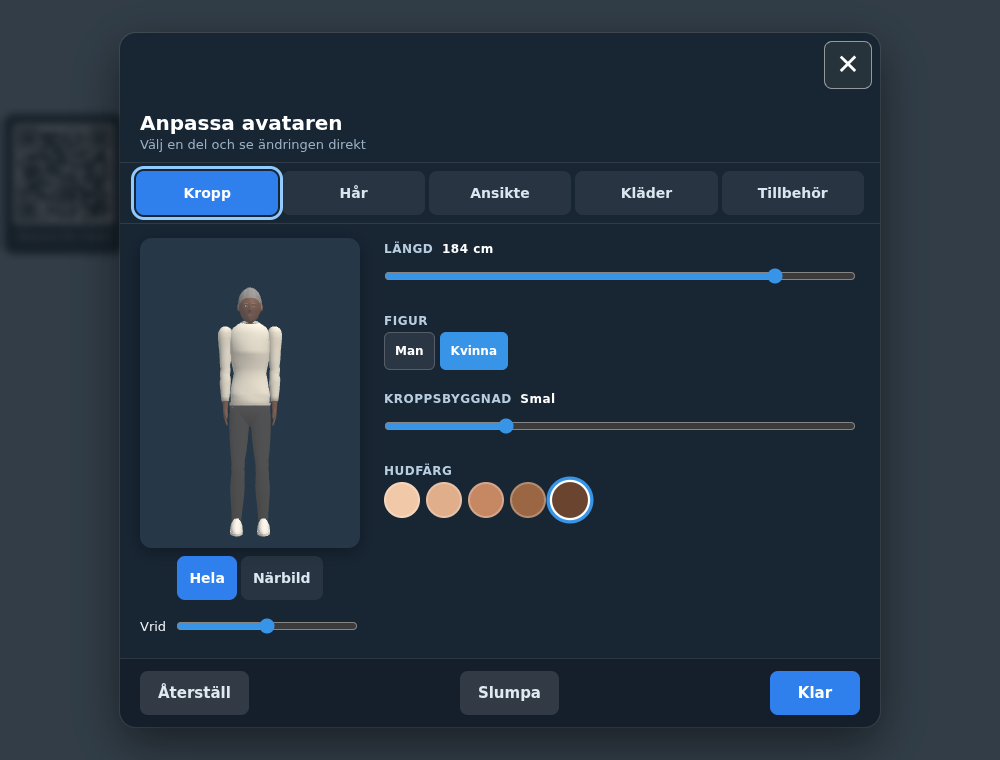 Anpassa avataren
Välj en del och se ändringen direkt
Kropp
Hår
Ansikte
Kläder
Tillbehör
LÄNGD 184 cm
FIGUR
Man
Kvinna
KROPPSBYGGNAD Smal
HUDFÄRG
Hela
Närbild
Vrid
Återställ
Slumpa
Klar